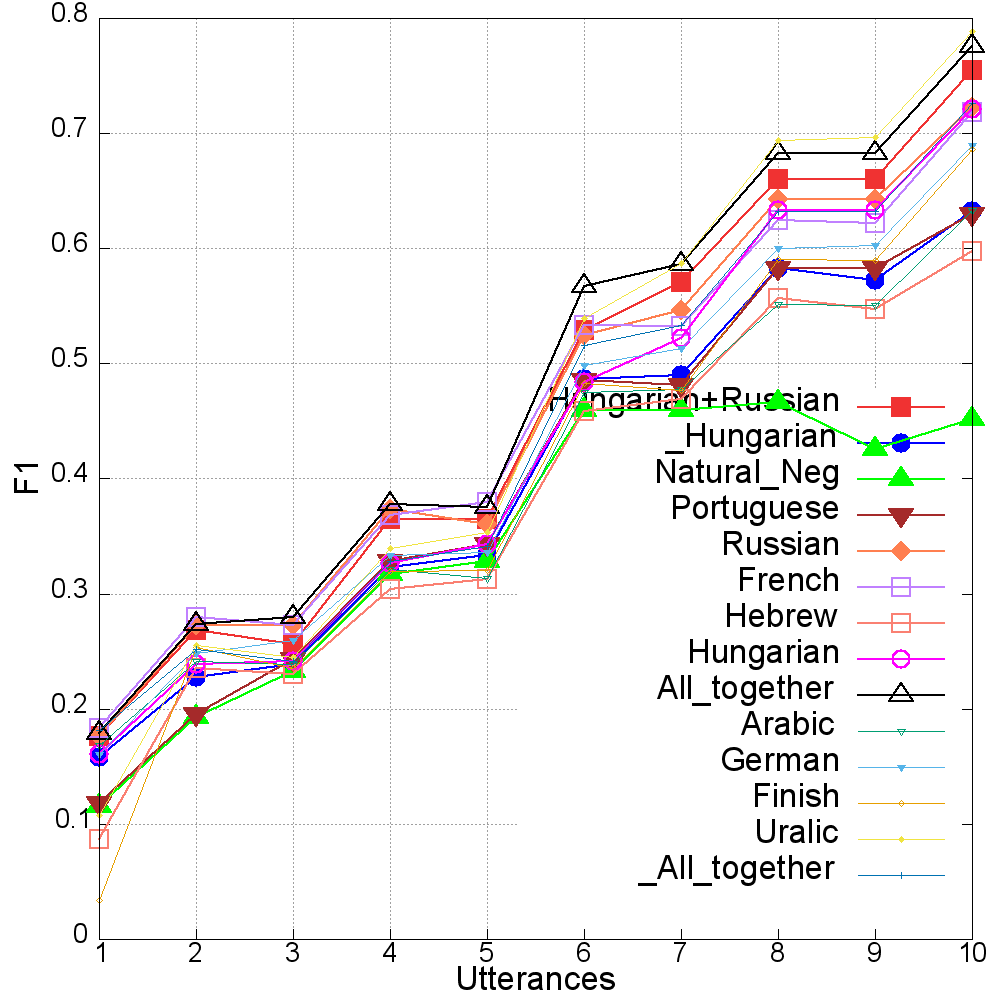 0.8
0.7
0.6
0.5
0.4
0.3
0.2
0.1
0
F1
1 2 3 4 5 6 7 8 9 10
Utterances
Hungarian+Russian
_Hungarian
Natural_Neg
Portuguese
Russian
French
Hebrew
Hungarian
All_together
Arabic
German
Finish
Uralic
_All_together